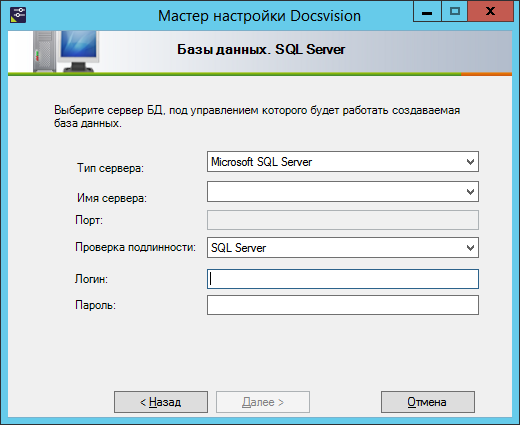 Мастер настройки Docsvision
Базы данных. SQL Server
Выберите сервер БД, под управлением которого будет работать создаваемая
база данных.
Тип сервера: Microsoft SQL Server
Имя сервера:
Порт:
Проверка подлинности: SQL Server
Логин:
Пароль:
< Назад Далее > Отмена